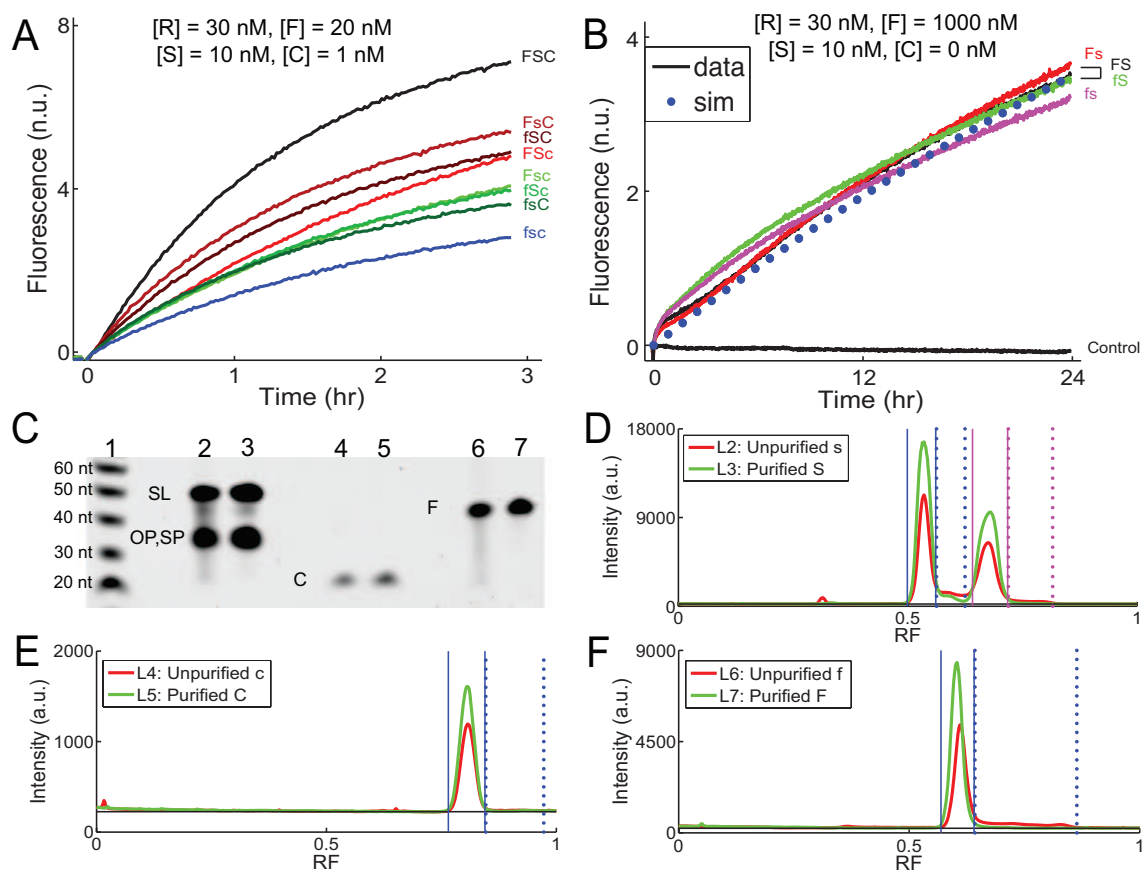 A
[R] = 30 nM, [F] = 20 nM
[S] = 10 nM, [C] = 1 nM
8
4
0
Fluorescence (n.u.)
FSC
FsC
fSC
FSc
Fsc
fSc
fsC
fsc
0
1
2
3
Time (hr)
B
[R] = 30 nM, [F] = 1000 nM
[S] = 10 nM, [C] = 0 nM
4
2
0
Fluorescence (n.u.)
data
sim
Fs
FS
fS
fs
Control
0
12
24
Time (hr)
C
1
2
3
4
5
6
7
60 nt
50 nt
40 nt
30 nt
20 nt
SL
OP,SP
C
F
D
18000
9000
0
Intensity (a.u.)
L2: Unpurified s
L3: Purified S
0
0.5
1
RF
E
2000
1000
0
Intensity (a.u.)
L4: Unpurified c
L5: Purified C
0
0.5
1
RF
F
9000
4500
0
Intensity (a.u.)
L6: Unpurified f
L7: Purified F
0
0.5
1
RF